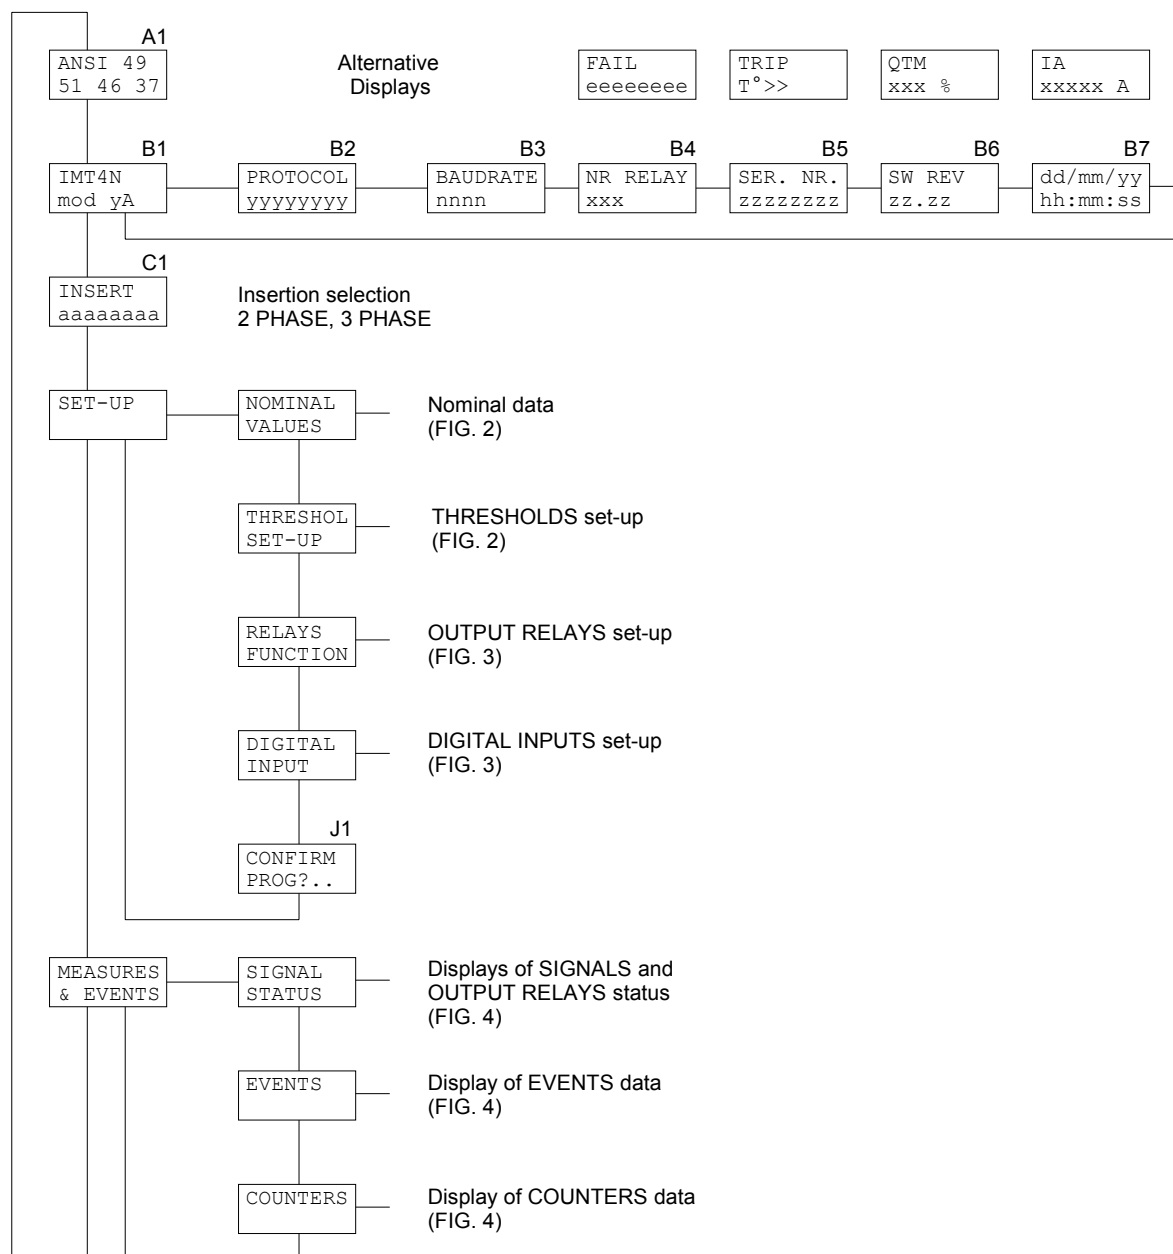 A1
ANSI 49
51 46 37
Alternative
Displays
FAIL
eeeeeeee
TRIP
T°>>
QTM
xxx %
IA
xxxxx A
B1
IMT4N
mod yA
B2
PROTOCOL
yyyyyyyy
B3
BAUDRATE
nnnn
B4
NR RELAY
xxx
B5
SER. NR.
zzzzzzzz
B6
SW REV
zz.zz
B7
dd/mm/yy
hh:mm:ss
C1
INSERT
aaaaaaaa
Insertion selection
2 PHASE, 3 PHASE
SET-UP
NOMINAL
VALUES
Nominal data
(FIG. 2)
THRESHOL
SET-UP
THRESHOLDS set-up
(FIG. 2)
RELAYS
FUNCTION
OUTPUT RELAYS set-up
(FIG. 3)
DIGITAL
INPUT
DIGITAL INPUTS set-up
(FIG. 3)
J1
CONFIRM
PROG?..
MEASURES
& EVENTS
SIGNAL
STATUS
Displays of SIGNALS and
OUTPUT RELAYS status
(FIG. 4)
EVENTS
Display of EVENTS data
(FIG. 4)
COUNTERS
Display of COUNTERS data
(FIG. 4)